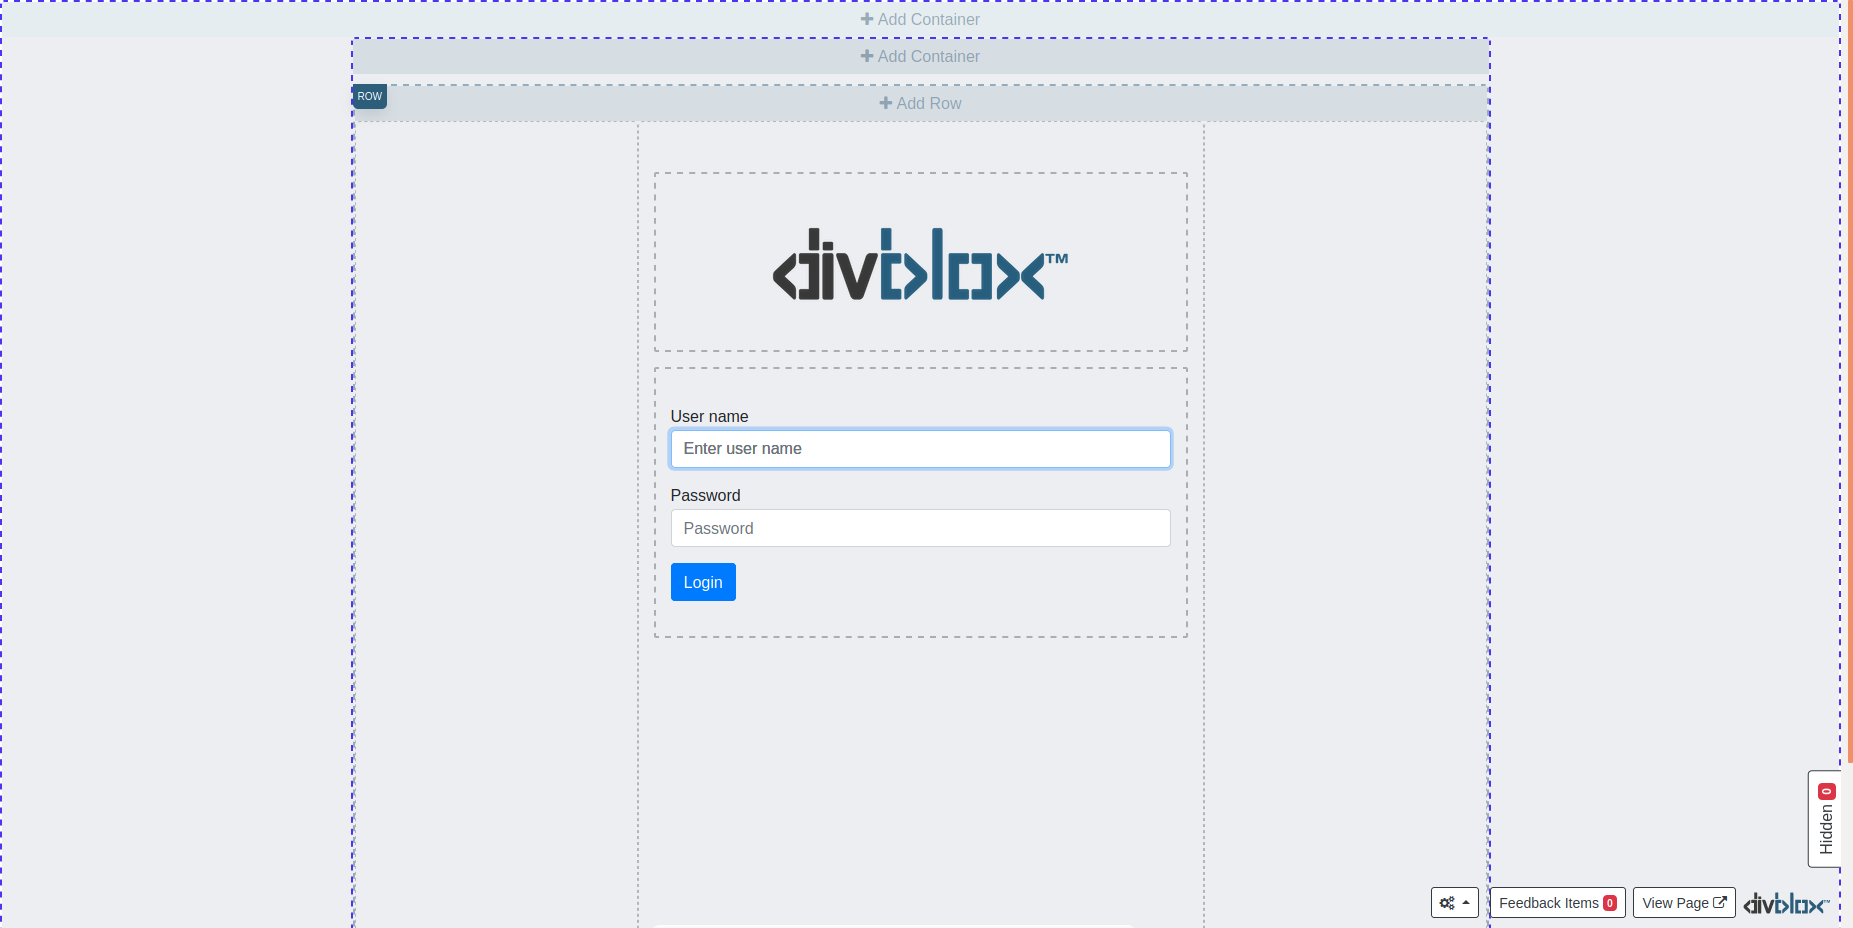 Add Container
Add Container
ROW
Add Row
divblox™
User name
Enter user name
Password
Password
Login
Hidden 0
Feedback Items 0
View Page
divblox™